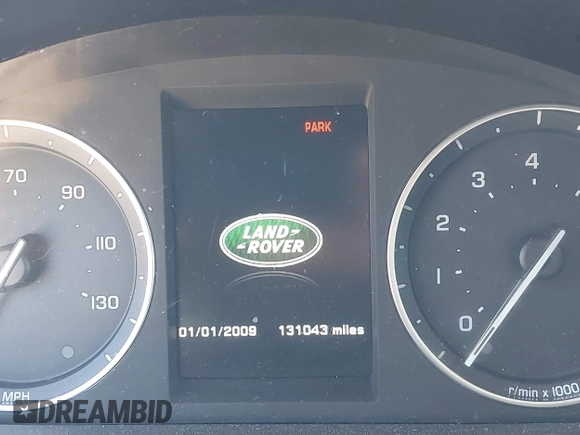 PARK
70
90
110
130
MPH
LAND-
-ROVER
01/01/2009 131043 miles
0
1
2
3
4
r/min x 1000
DREAMBID